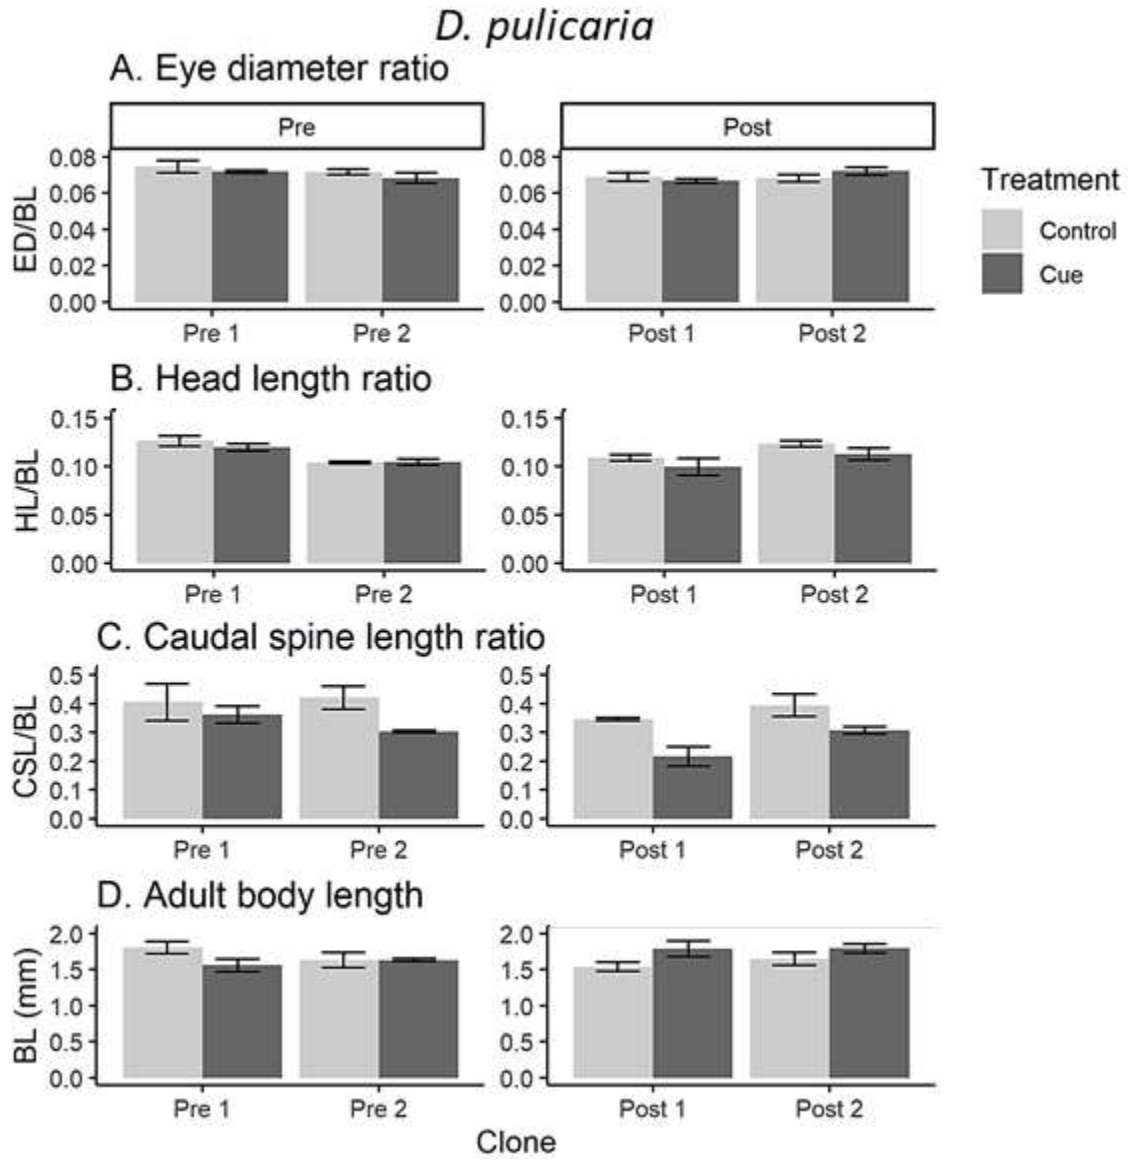 D. pulicaria
A. Eye diameter ratio
Pre
Post
ED/BL
0.08
0.06
0.04
0.02
0.00
0.08
0.06
0.04
0.02
0.00
Pre 1
Pre 2
Post 1
Post 2
Treatment
Control
Cue
B. Head length ratio
HL/BL
0.15
0.10
0.05
0.00
0.15
0.10
0.05
0.00
Pre 1
Pre 2
Post 1
Post 2
C. Caudal spine length ratio
CSL/BL
0.5
0.4
0.3
0.2
0.1
0.0
0.5
0.4
0.3
0.2
0.1
0.0
Pre 1
Pre 2
Post 1
Post 2
D. Adult body length
BL (mm)
2.0
1.5
1.0
0.5
0.0
2.0
1.5
1.0
0.5
0.0
Pre 1
Pre 2
Post 1
Post 2
Clone